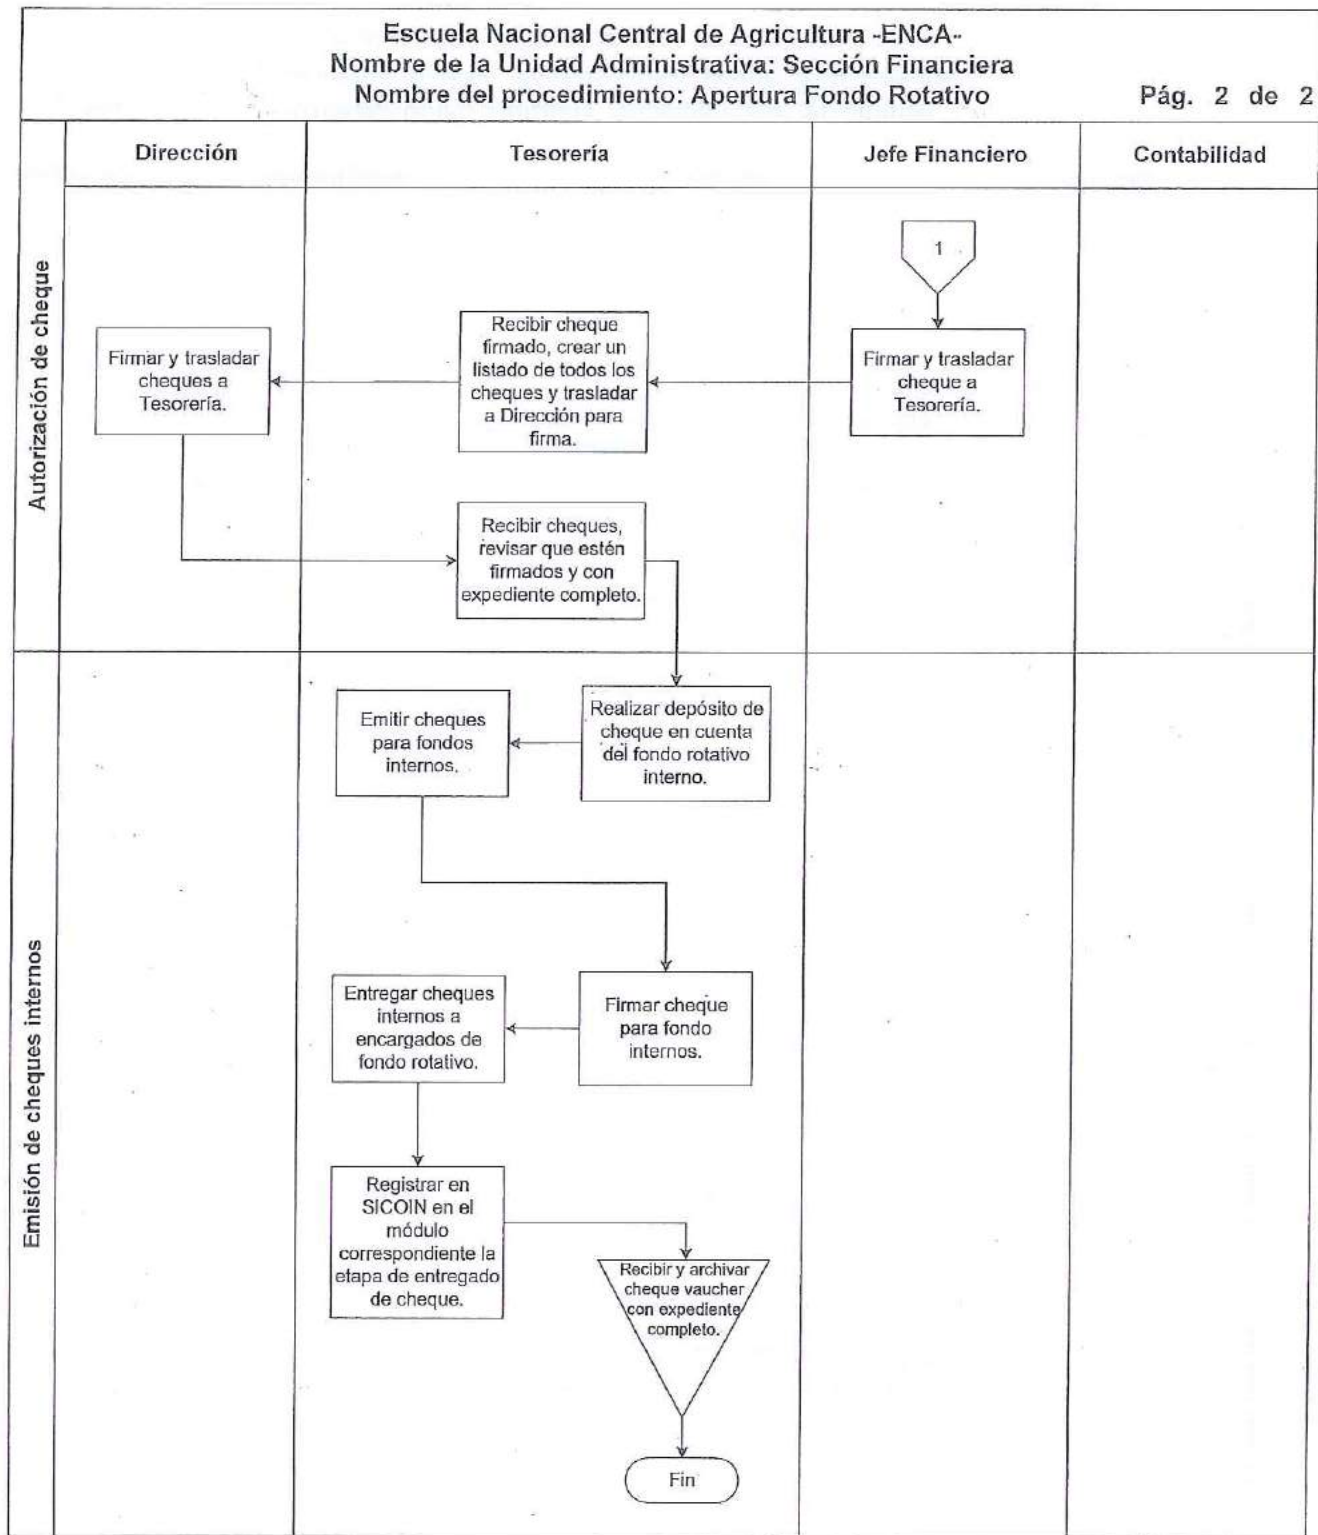 Escuela Nacional Central de Agricultura -ENCA-
Nombre de la Unidad Administrativa: Sección Financiera
Nombre del procedimiento: Apertura Fondo Rotativo
Pág. 2 de 2
Dirección
Tesorería
Jefe Financiero
Contabilidad
Autorización de cheque
1
Firmar y trasladar
cheque a
Tesorería.
Recibir cheque
firmado, crear un
listado de todos los
cheques y trasladar
a Dirección para
firma.
Firmar y trasladar
cheques a
Tesorería.
Recibir cheques,
revisar que estén
firmados y con
expediente completo.
Emisión de cheques internos
Realizar depósito de
cheque en cuenta
del fondo rotativo
interno.
Emitir cheques
para fondos
internos.
Firmar cheque
para fondo
internos.
Entregar cheques
internos a
encargados de
fondo rotativo.
Registrar en
SICOIN en el
módulo
correspondiente la
etapa de entregado
de cheque.
Recibir y archivar
cheque vaucher
con expediente
completo.
Fin